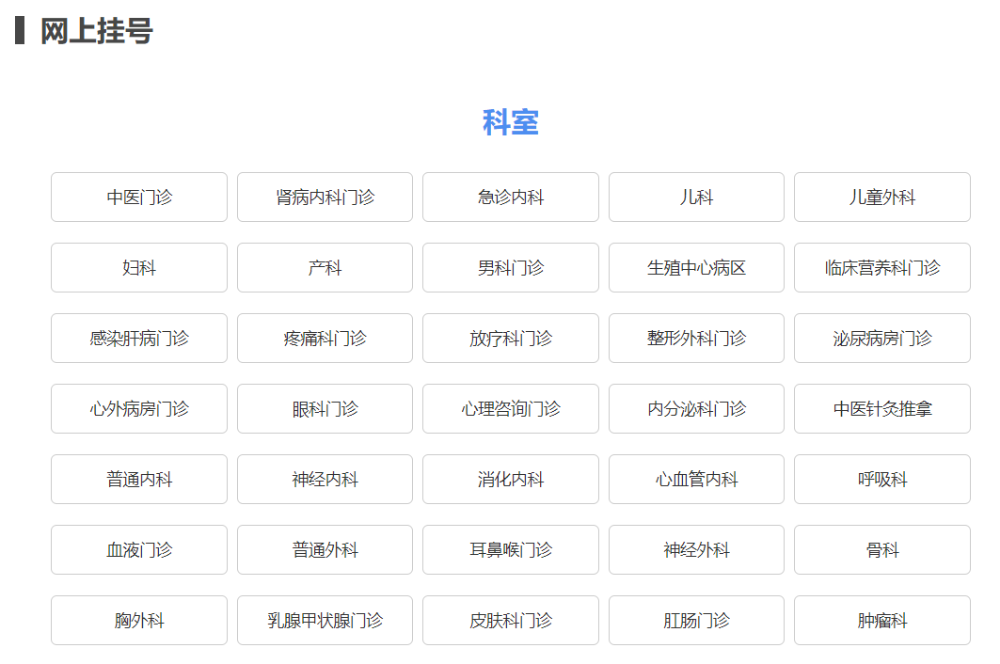 网上挂号
科室
中医门诊 肾病内科门诊 急诊内科 儿科 儿童外科
妇科 产科 男科门诊 生殖中心病区 临床营养科门诊
感染肝病门诊 疼痛科门诊 放疗科门诊 整形外科门诊 泌尿病房门诊
心外病房门诊 眼科门诊 心理咨询门诊 内分泌科门诊 中医针灸推拿
普通内科 神经内科 消化内科 心血管内科 呼吸科
血液门诊 普通外科 耳鼻喉门诊 神经外科 骨科
胸外科 乳腺甲状腺门诊 皮肤科门诊 肛肠门诊 肿瘤科